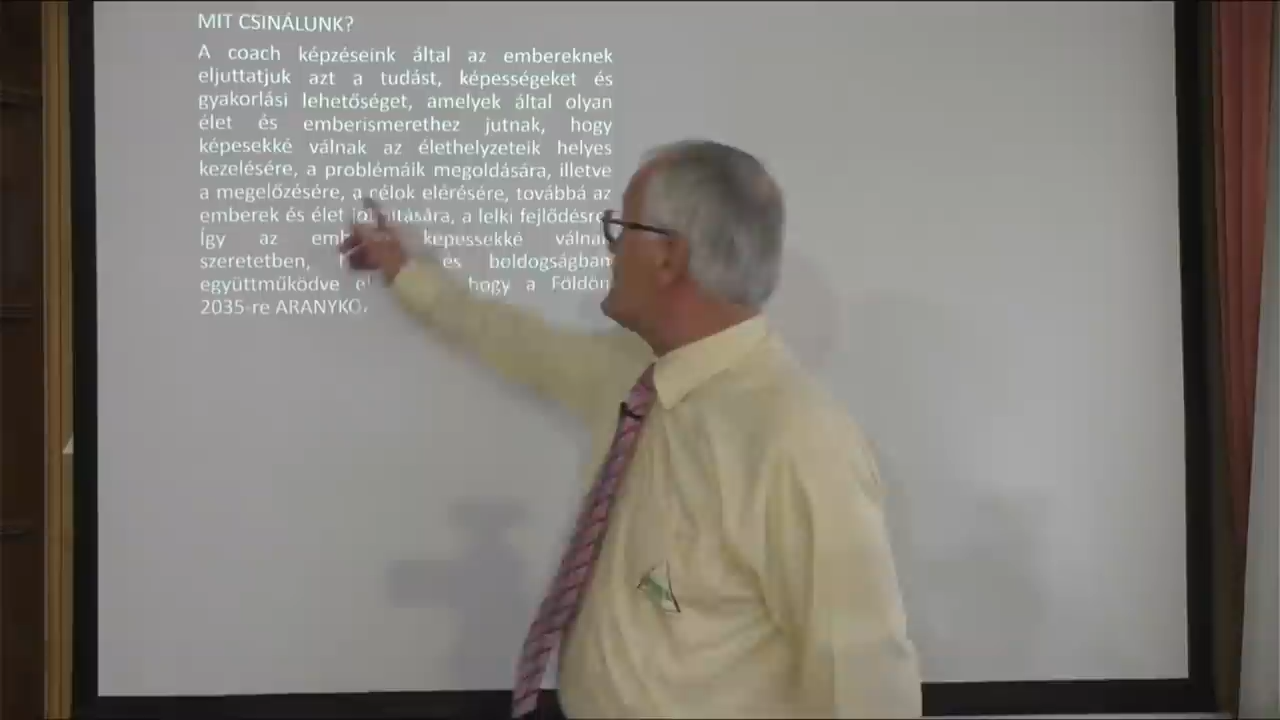 MIT CSINÁLUNK?
A coach képzéseink által az embereknek
eljuttatjuk azt a tudást, képességeket és
gyakorlási lehetőséget, amelyek által olyan
élet és emberismerethez jutnak, hogy
képesekké válnak az élethelyzeteik helyes
kezelésére, a problémáik megoldására, illetve
a megelőzésére, a célok elérésére, továbbá az
emberek és élet a lelki fejlődésre
Így az képessekké válnak
szeretetben, és boldogságban
együttműködve hogy a Földön
2035-re